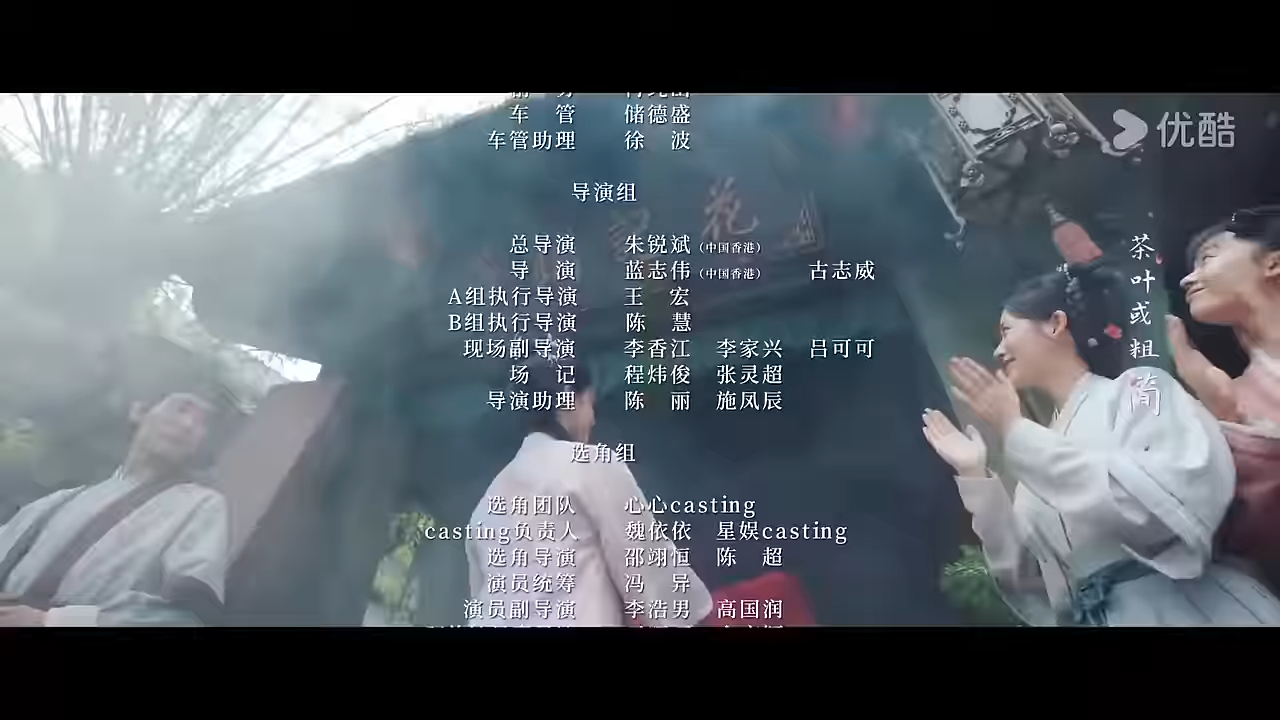 车 管 储德盛
车管助理 徐 波
导演组
总导演 朱锐斌（中国香港）
导 演 蓝志伟（中国香港） 古志威
A组执行导演 王 宏
B组执行导演 陈 慧
现场副导演 李香江 李家兴 吕可可
场 记 程炜俊 张灵超
导演助理 陈 丽 施凤辰
选角组
选角团队 心心casting
casting负责人 魏依依 星娱casting
选角导演 邵翊恒 陈 超
演员统筹 冯 异
演员副导演 李浩男 高国润
优酷
茶叶或粗简
花